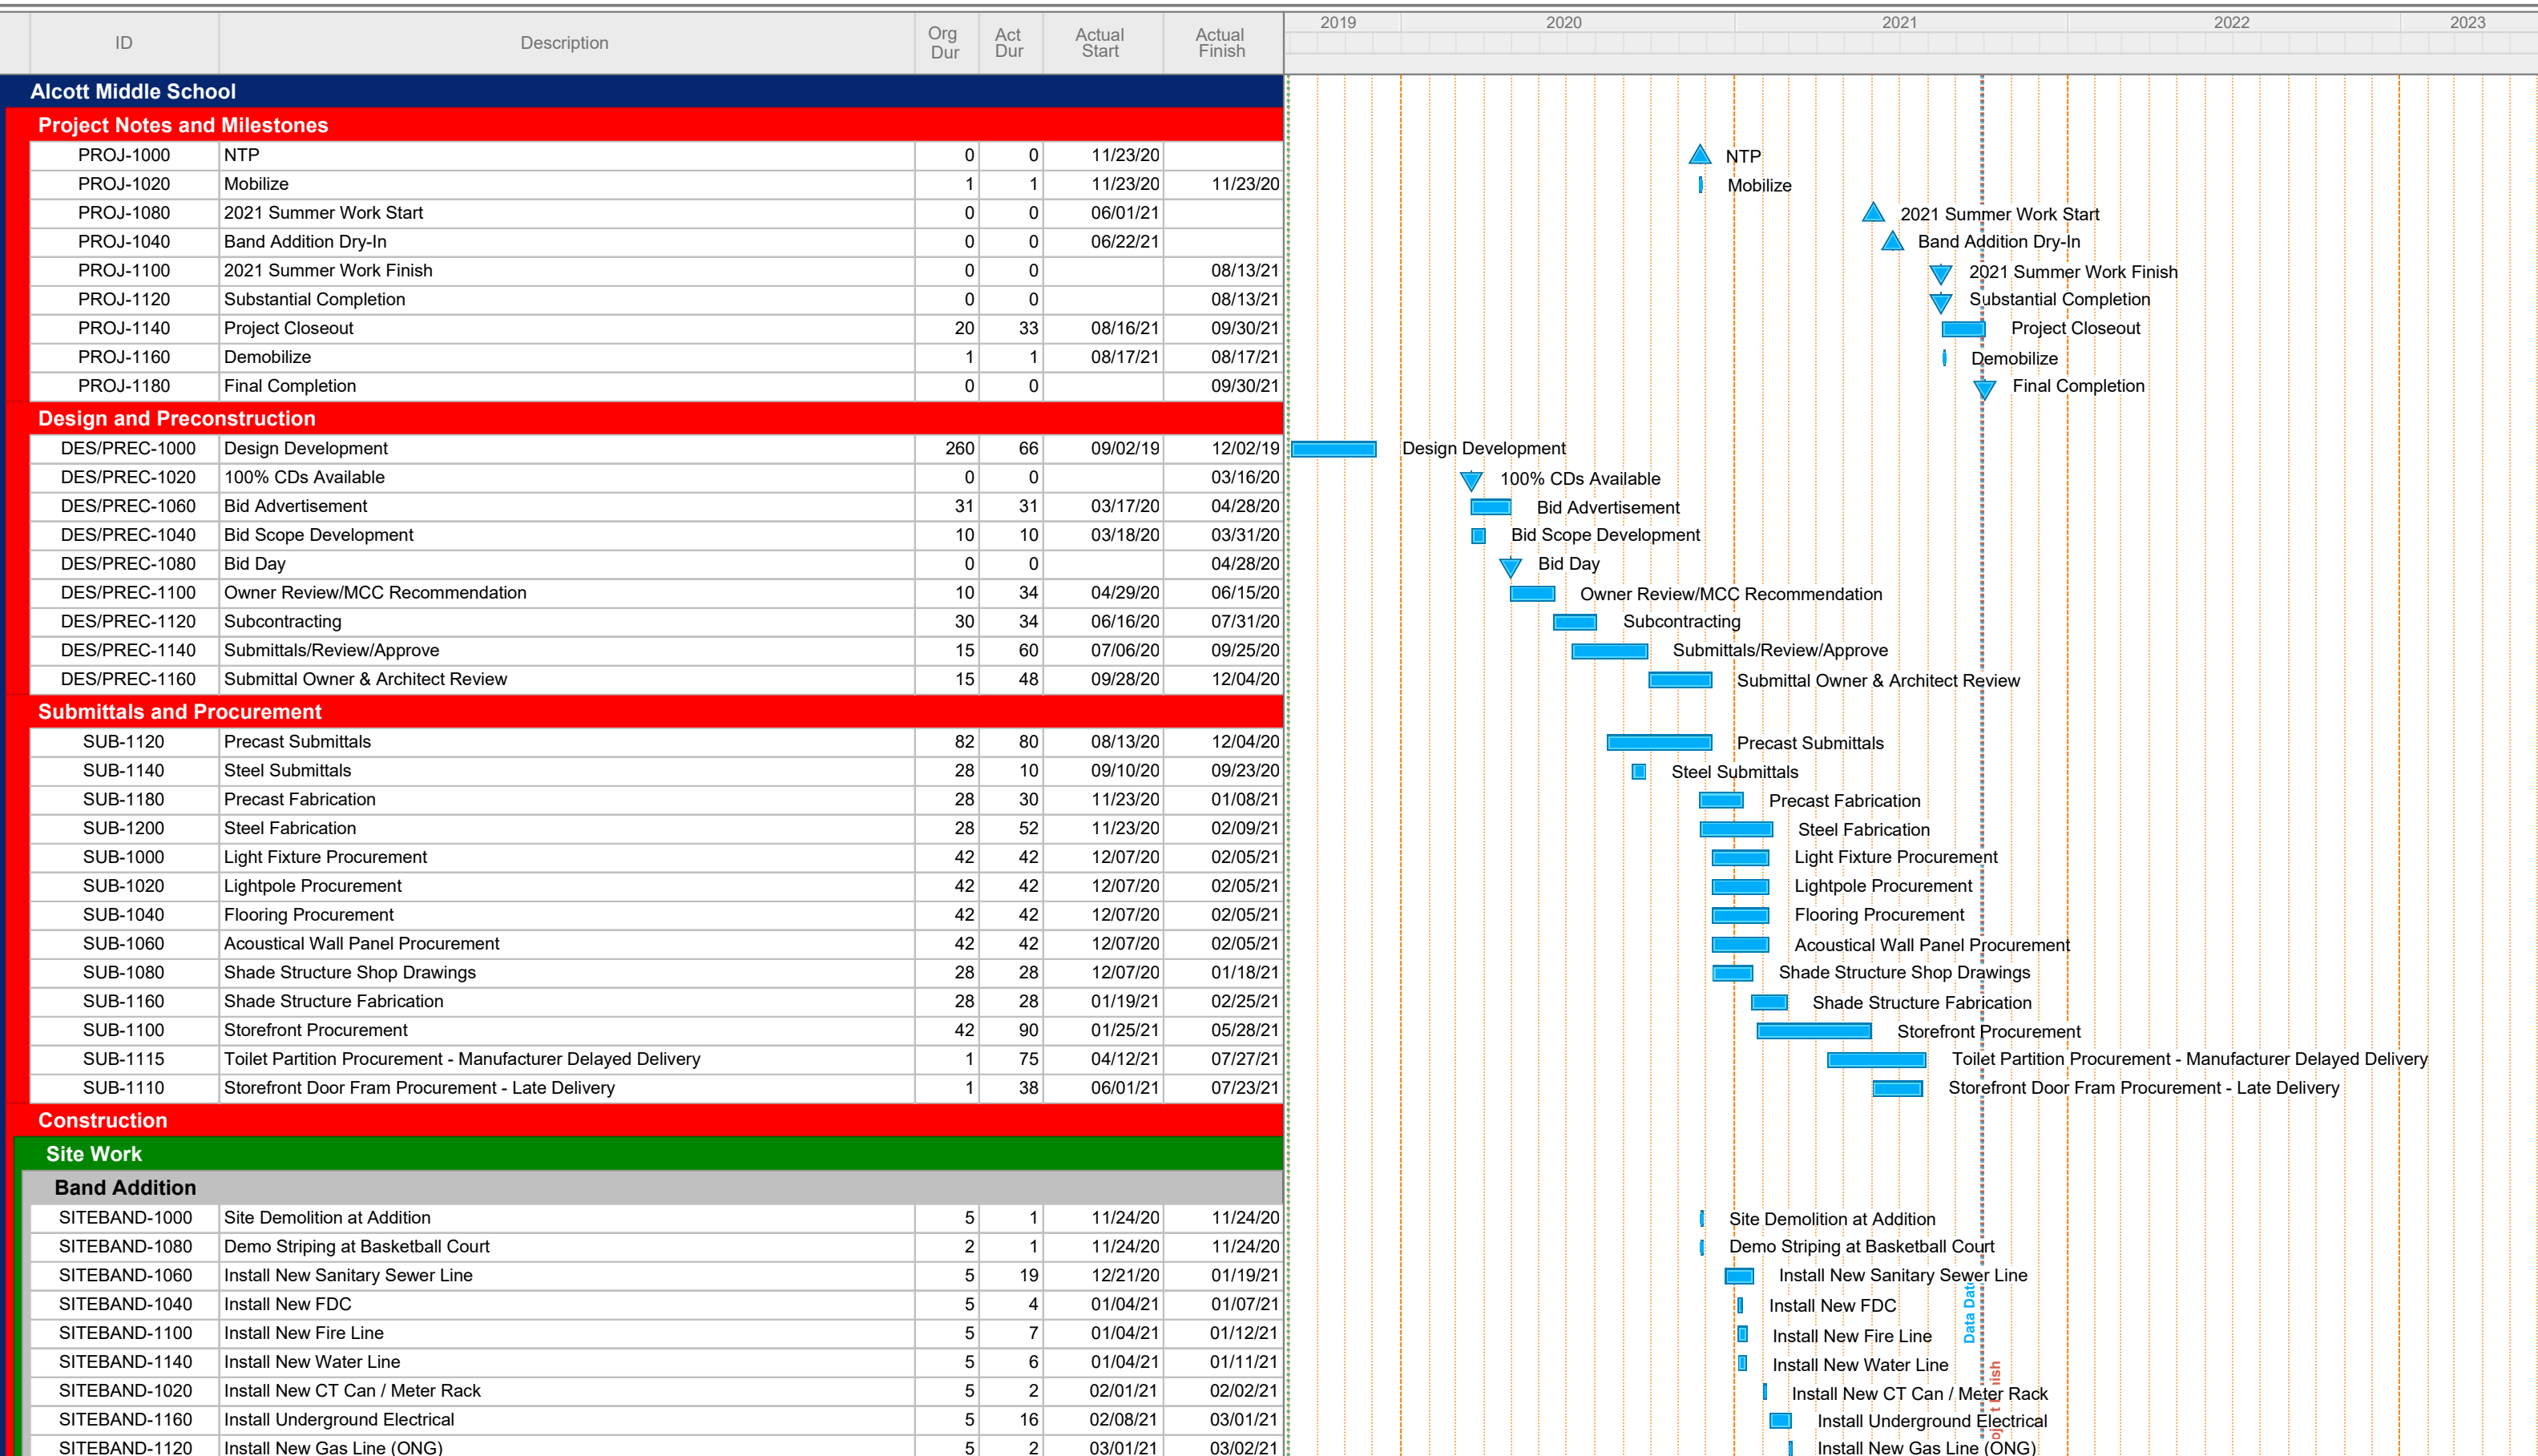 2019 2020 2021 2022 2023
ID Description Org Dur Act Dur Actual Start Actual Finish
Alcott Middle School
Project Notes and Milestones
PROJ-1000 NTP 0 0 11/23/20 NTP
PROJ-1020 Mobilize 1 1 11/23/20 11/23/20 Mobilize
PROJ-1080 2021 Summer Work Start 0 0 06/01/21 2021 Summer Work Start
PROJ-1040 Band Addition Dry-In 0 0 06/22/21 Band Addition Dry-In
PROJ-1100 2021 Summer Work Finish 0 0 08/13/21 2021 Summer Work Finish
PROJ-1120 Substantial Completion 0 0 08/13/21 Substantial Completion
PROJ-1140 Project Closeout 20 33 08/16/21 09/30/21 Project Closeout
PROJ-1160 Demobilize 1 1 08/17/21 08/17/21 Demobilize
PROJ-1180 Final Completion 0 0 09/30/21 Final Completion
Design and Preconstruction
DES/PREC-1000 Design Development 260 66 09/02/19 12/02/19 Design Development
DES/PREC-1020 100% CDs Available 0 0 03/16/20 100% CDs Available
DES/PREC-1060 Bid Advertisement 31 31 03/17/20 04/28/20 Bid Advertisement
DES/PREC-1040 Bid Scope Development 10 10 03/18/20 03/31/20 Bid Scope Development
DES/PREC-1080 Bid Day 0 0 04/28/20 Bid Day
DES/PREC-1100 Owner Review/MCC Recommendation 10 34 04/29/20 06/15/20 Owner Review/MCC Recommendation
DES/PREC-1120 Subcontracting 30 34 06/16/20 07/31/20 Subcontracting
DES/PREC-1140 Submittals/Review/Approve 15 60 07/06/20 09/25/20 Submittals/Review/Approve
DES/PREC-1160 Submittal Owner & Architect Review 15 48 09/28/20 12/04/20 Submittal Owner & Architect Review
Submittals and Procurement
SUB-1120 Precast Submittals 82 80 08/13/20 12/04/20 Precast Submittals
SUB-1140 Steel Submittals 28 10 09/10/20 09/23/20 Steel Submittals
SUB-1180 Precast Fabrication 28 30 11/23/20 01/08/21 Precast Fabrication
SUB-1200 Steel Fabrication 28 52 11/23/20 02/09/21 Steel Fabrication
SUB-1000 Light Fixture Procurement 42 42 12/07/20 02/05/21 Light Fixture Procurement
SUB-1020 Lightpole Procurement 42 42 12/07/20 02/05/21 Lightpole Procurement
SUB-1040 Flooring Procurement 42 42 12/07/20 02/05/21 Flooring Procurement
SUB-1060 Acoustical Wall Panel Procurement 42 42 12/07/20 02/05/21 Acoustical Wall Panel Procurement
SUB-1080 Shade Structure Shop Drawings 28 28 12/07/20 01/18/21 Shade Structure Shop Drawings
SUB-1160 Shade Structure Fabrication 28 28 01/19/21 02/25/21 Shade Structure Fabrication
SUB-1100 Storefront Procurement 42 90 01/25/21 05/28/21 Storefront Procurement
SUB-1115 Toilet Partition Procurement - Manufacturer Delayed Delivery 1 75 04/12/21 07/27/21 Toilet Partition Procurement - Manufacturer Delayed Delivery
SUB-1110 Storefront Door Fram Procurement - Late Delivery 1 38 06/01/21 07/23/21 Storefront Door Fram Procurement - Late Delivery
Construction
Site Work
Band Addition
SITEBAND-1000 Site Demolition at Addition 5 1 11/24/20 11/24/20 Site Demolition at Addition
SITEBAND-1080 Demo Striping at Basketball Court 2 1 11/24/20 11/24/20 Demo Striping at Basketball Court
SITEBAND-1060 Install New Sanitary Sewer Line 5 19 12/21/20 01/19/21 Install New Sanitary Sewer Line
SITEBAND-1040 Install New FDC 5 4 01/04/21 01/07/21 Install New FDC
SITEBAND-1100 Install New Fire Line 5 7 01/04/21 01/12/21 Install New Fire Line
SITEBAND-1140 Install New Water Line 5 6 01/04/21 01/11/21 Install New Water Line
SITEBAND-1020 Install New CT Can / Meter Rack 5 2 02/01/21 02/02/21 Install New CT Can / Meter Rack
SITEBAND-1160 Install Underground Electrical 5 16 02/08/21 03/01/21 Install Underground Electrical
SITEBAND-1120 Install New Gas Line (ONG) 5 2 03/01/21 03/02/21 Install New Gas Line (ONG)
Data